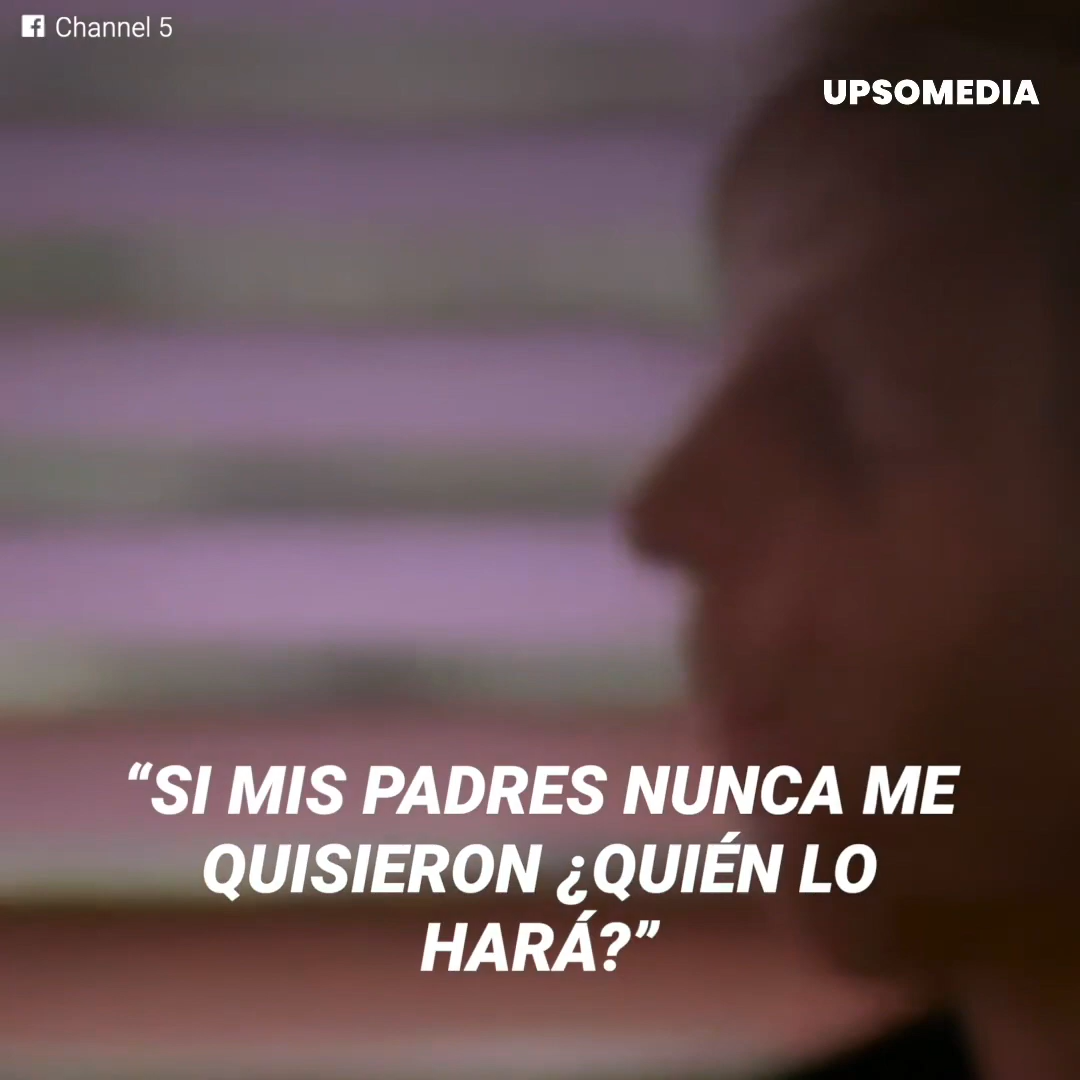 Channel 5
UPSOMEDIA
“SI MIS PADRES NUNCA ME
QUISIERON ¿QUIÉN LO
HARÁ?”